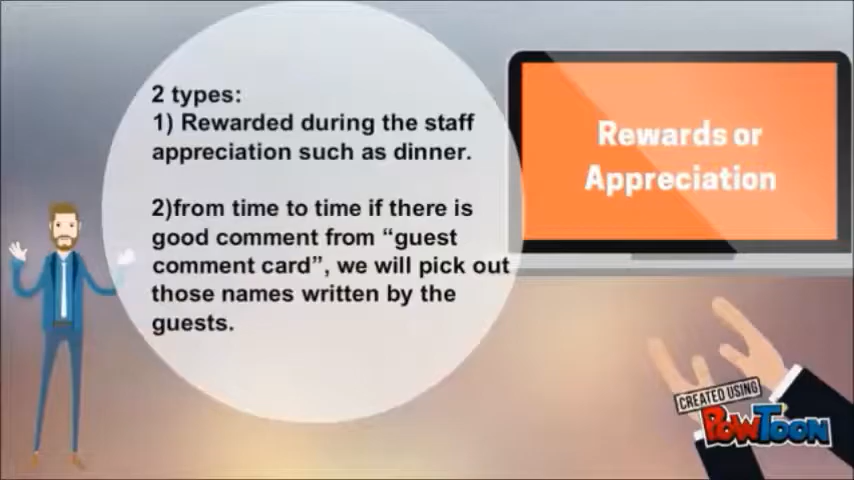 2 types:
1) Rewarded during the staff
appreciation such as dinner.
2)from time to time if there is
good comment from “guest
comment card”, we will pick out
those names written by the
guests.
Rewards or
Appreciation
CREATED USING
POWTOON